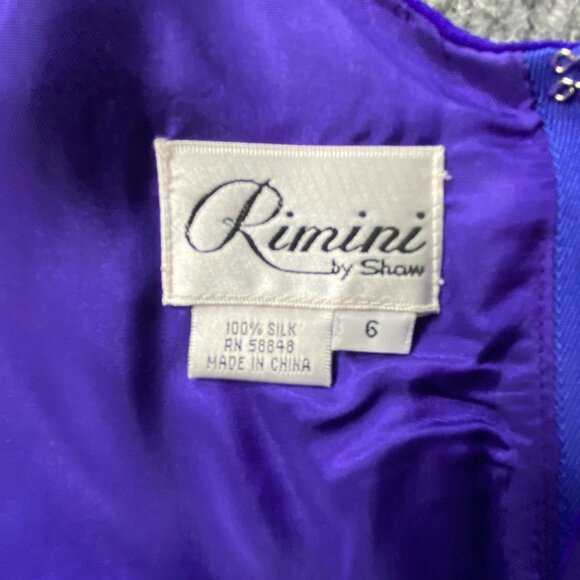 Rimini
by Shaw
100% SILK
RN 58848
MADE IN CHINA
6